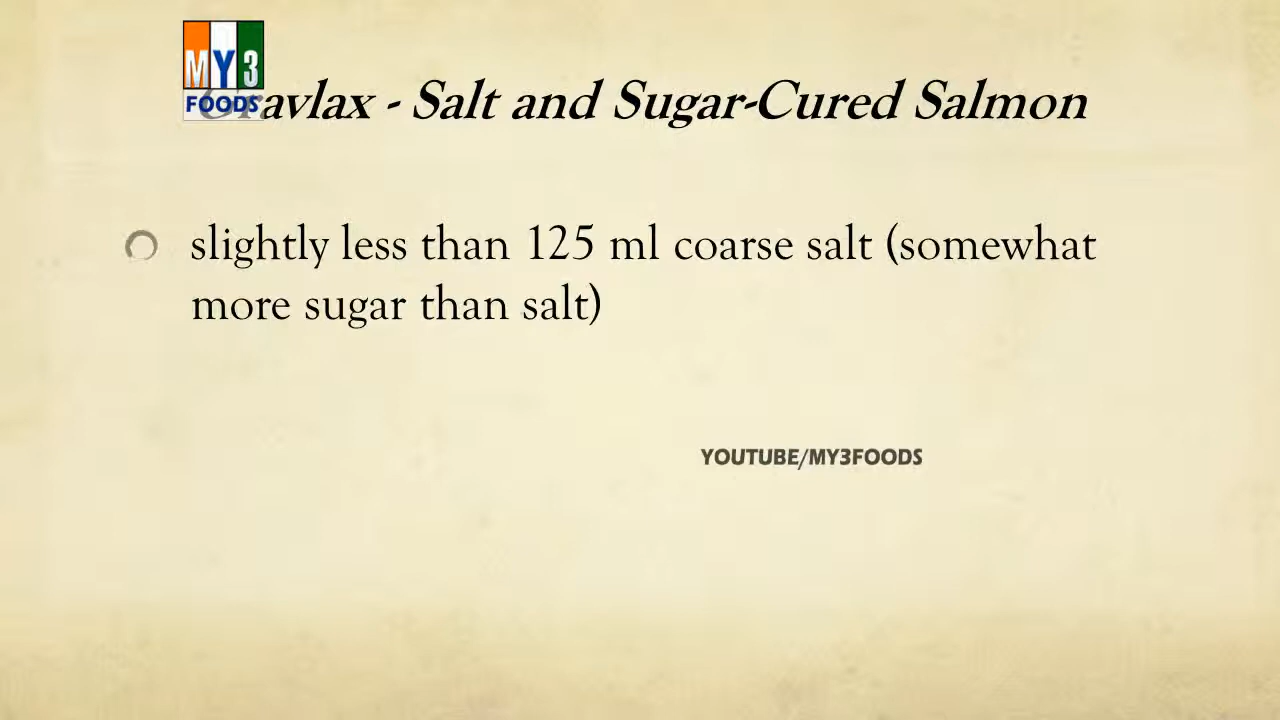 MY3
FOODS
Gravlax - Salt and Sugar-Cured Salmon
slightly less than 125 ml coarse salt (somewhat
more sugar than salt)
YOUTUBE/MY3FOODS